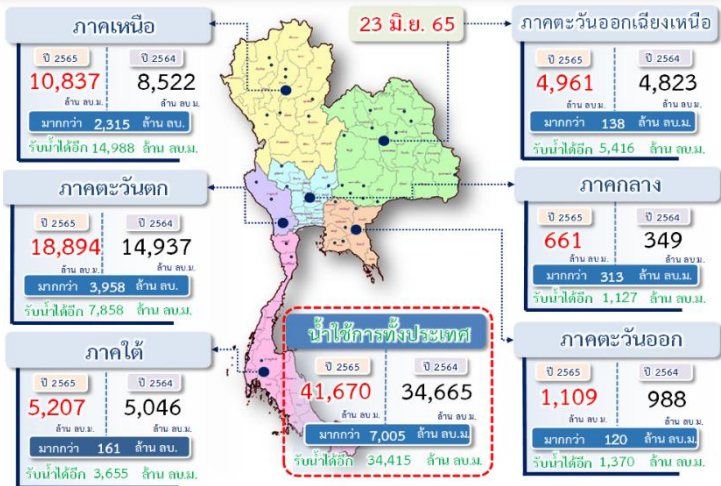 23 มิ.ย. 65
ภาคเหนือ
ปี 2565 ปี 2564
10,837 8,522
ล้าน ลบ.ม. ล้าน ลบ.ม.
มากกว่า 2,315 ล้าน ลบ.
รับน้ำได้อีก 14,988 ล้าน ลบ.ม.
ภาคตะวันออกเฉียงเหนือ
ปี 2565 ปี 2564
4,961 4,823
ล้าน ลบ.ม. ล้าน ลบ.ม.
มากกว่า 138 ล้าน ลบ.ม.
รับน้ำได้อีก 5,416 ล้าน ลบ.ม.
ภาคตะวันตก
ปี 2565 ปี 2564
18,894 14,937
ล้าน ลบ.ม. ล้าน ลบ.ม.
มากกว่า 3,958 ล้าน ลบ.
รับน้ำได้อีก 7,858 ล้าน ลบ.ม.
ภาคกลาง
ปี 2565 ปี 2564
661 349
ล้าน ลบ.ม. ล้าน ลบ.ม.
มากกว่า 313 ล้าน ลบ.ม.
รับน้ำได้อีก 1,127 ล้าน ลบ.ม.
ภาคใต้
ปี 2565 ปี 2564
5,207 5,046
ล้าน ลบ.ม. ล้าน ลบ.ม.
มากกว่า 161 ล้าน ลบ.
รับน้ำได้อีก 3,655 ล้าน ลบ.ม.
น้ำใช้การทั้งประเทศ
ปี 2565 ปี 2564
41,670 34,665
ล้าน ลบ.ม. ล้าน ลบ.ม.
มากกว่า 7,005 ล้าน ลบ.ม.
รับน้ำได้อีก 34,415 ล้าน ลบ.ม.
ภาคตะวันออก
ปี 2565 ปี 2564
1,109 988
ล้าน ลบ.ม. ล้าน ลบ.ม.
มากกว่า 120 ล้าน ลบ.ม.
รับน้ำได้อีก 1,370 ล้าน ลบ.ม.